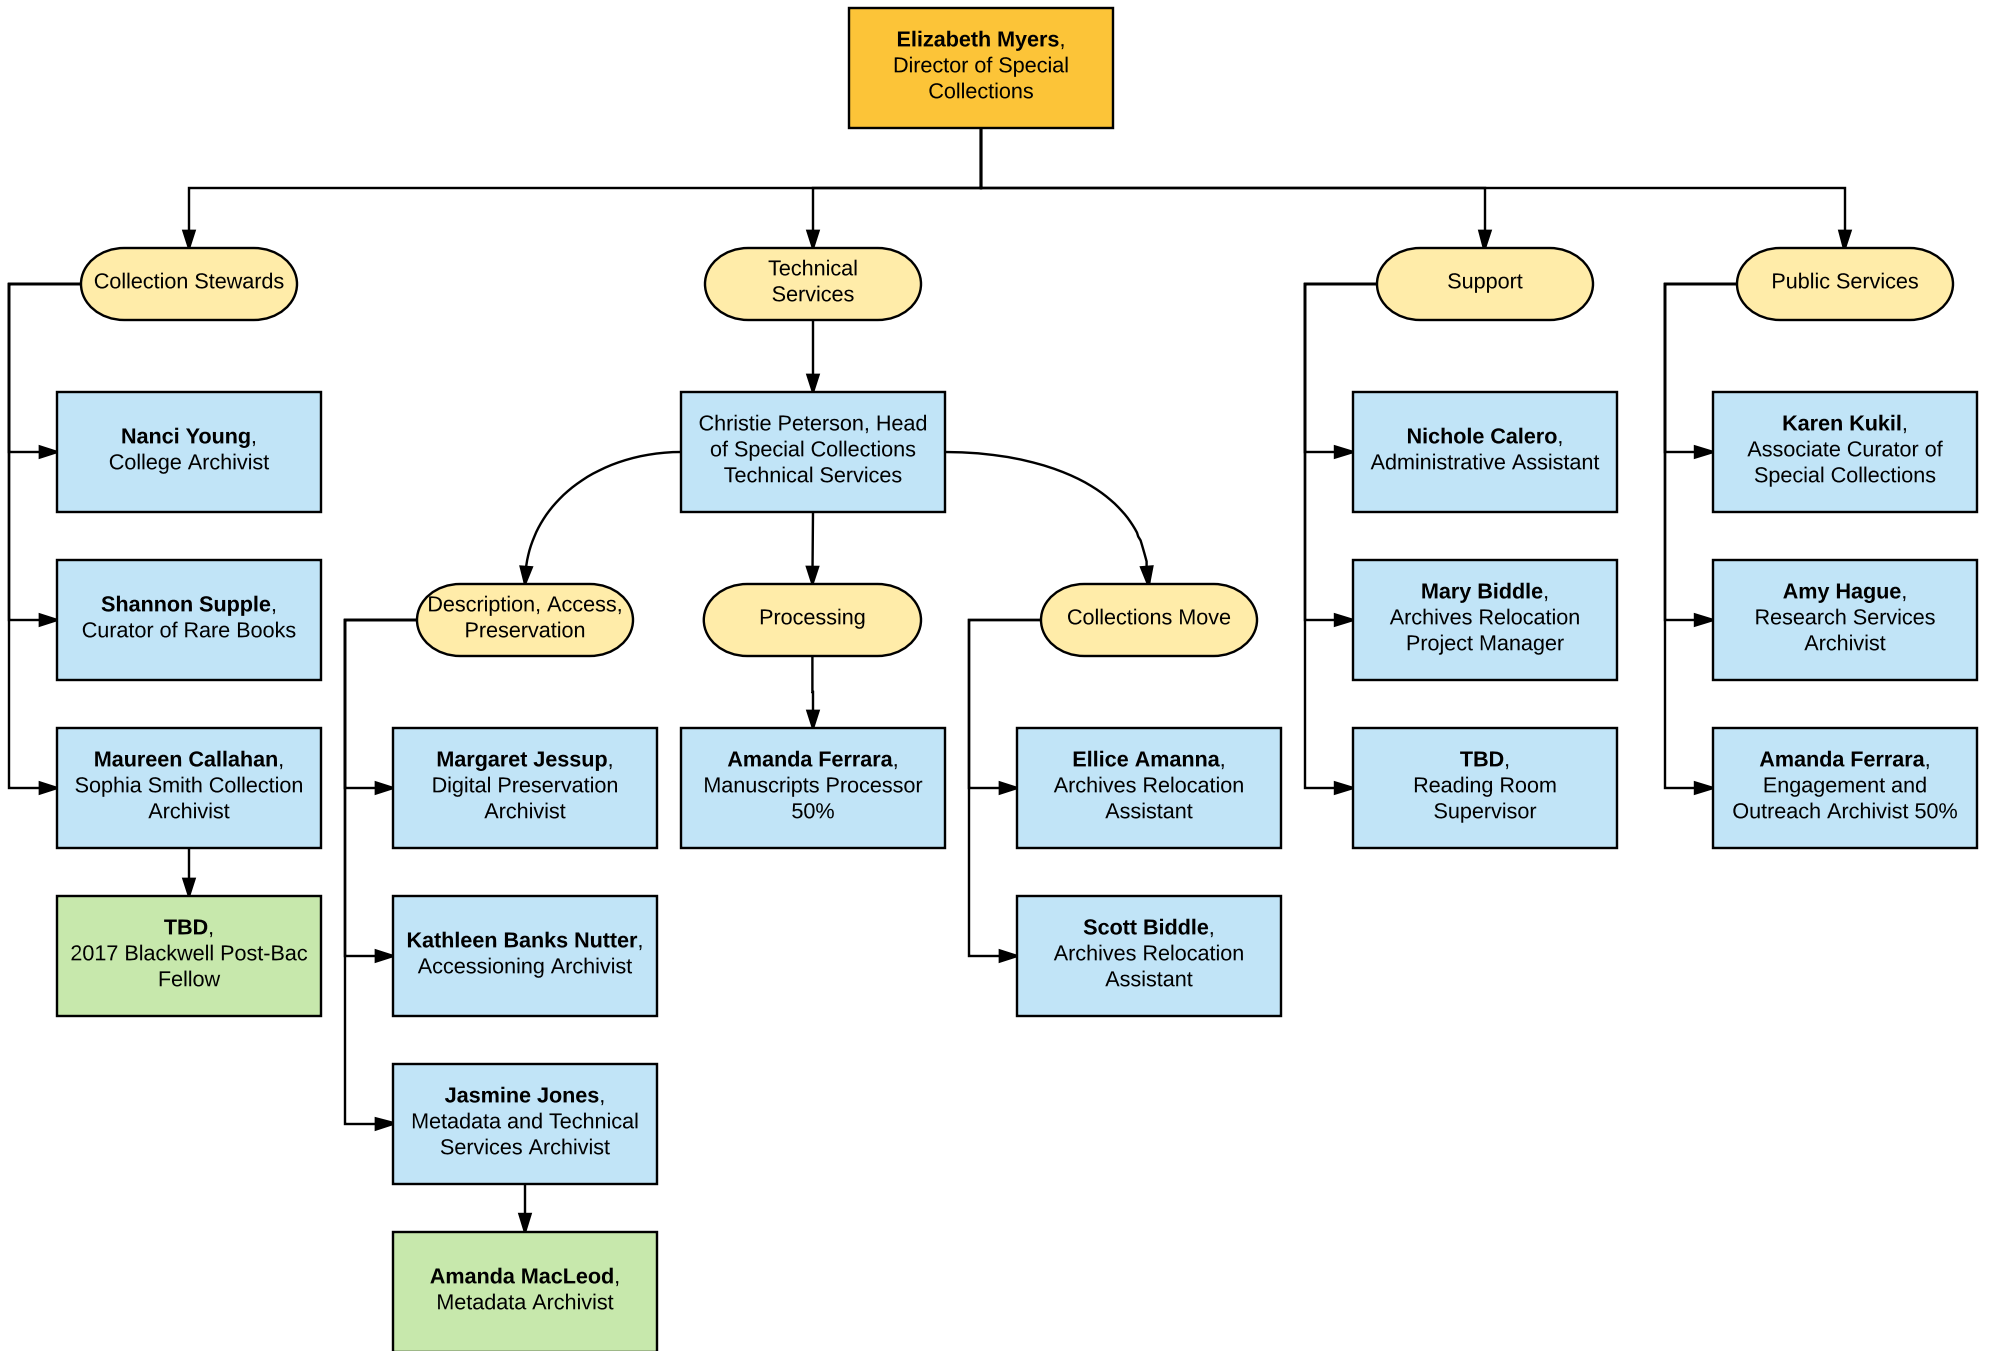 Elizabeth Myers,
Director of Special
Collections
Collection Stewards
Technical
Services
Support
Public Services
Nanci Young,
College Archivist
Christie Peterson, Head
of Special Collections
Technical Services
Nichole Calero,
Administrative Assistant
Karen Kukil,
Associate Curator of
Special Collections
Shannon Supple,
Curator of Rare Books
Description, Access,
Preservation
Processing
Collections Move
Mary Biddle,
Archives Relocation
Project Manager
Amy Hague,
Research Services
Archivist
Maureen Callahan,
Sophia Smith Collection
Archivist
Margaret Jessup,
Digital Preservation
Archivist
Amanda Ferrara,
Manuscripts Processor
50%
Ellice Amanna,
Archives Relocation
Assistant
TBD,
Reading Room
Supervisor
Amanda Ferrara,
Engagement and
Outreach Archivist 50%
TBD,
2017 Blackwell Post-Bac
Fellow
Kathleen Banks Nutter,
Accessioning Archivist
Scott Biddle,
Archives Relocation
Assistant
Jasmine Jones,
Metadata and Technical
Services Archivist
Amanda MacLeod,
Metadata Archivist